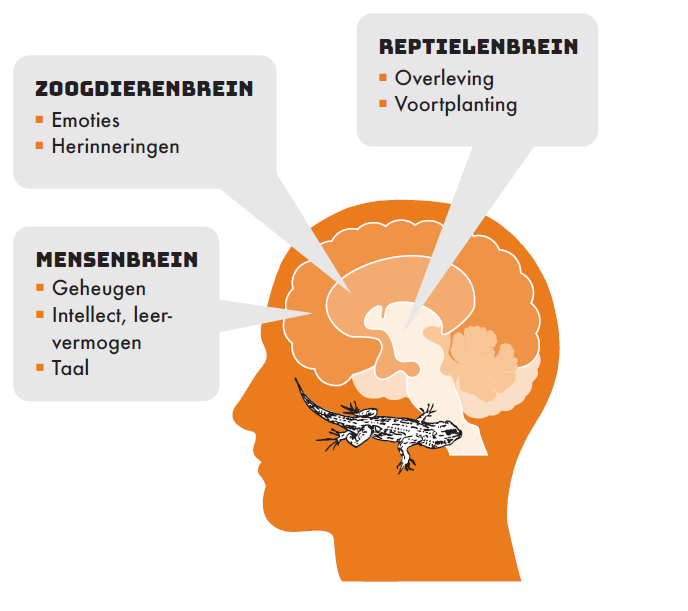 ZOOGDIERENBREIN
▪ Emoties
▪ Herinneringen
REPTIELENBREIN
▪ Overleving
▪ Voortplanting
MENSENBREIN
▪ Geheugen
▪ Intellect, leer-
vermogen
▪ Taal